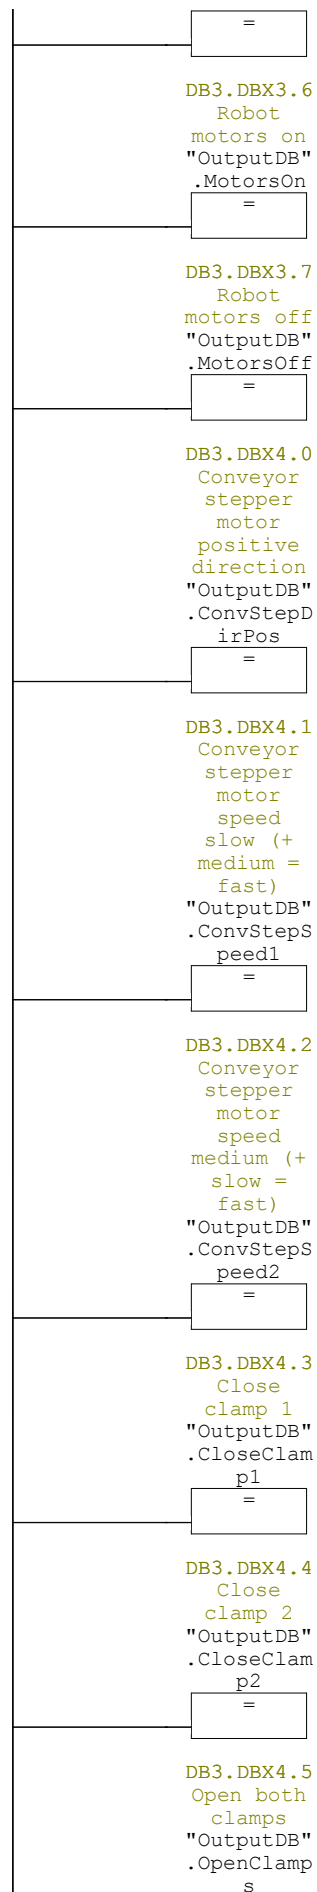 =
DB3.DBX3.6
Robot
motors on
"OutputDB"
.MotorsOn
=
DB3.DBX3.7
Robot
motors off
"OutputDB"
.MotorsOff
=
DB3.DBX4.0
Conveyor
stepper
motor
positive
direction
"OutputDB"
.ConvStepD
irPos
=
DB3.DBX4.1
Conveyor
stepper
motor
speed
slow (+
medium =
fast)
"OutputDB"
.ConvStepS
peed1
=
DB3.DBX4.2
Conveyor
stepper
motor
speed
medium (+
slow =
fast)
"OutputDB"
.ConvStepS
peed2
=
DB3.DBX4.3
Close
clamp 1
"OutputDB"
.CloseClam
p1
=
DB3.DBX4.4
Close
clamp 2
"OutputDB"
.CloseClam
p2
=
DB3.DBX4.5
Open both
clamps
"OutputDB"
.OpenClamp
s